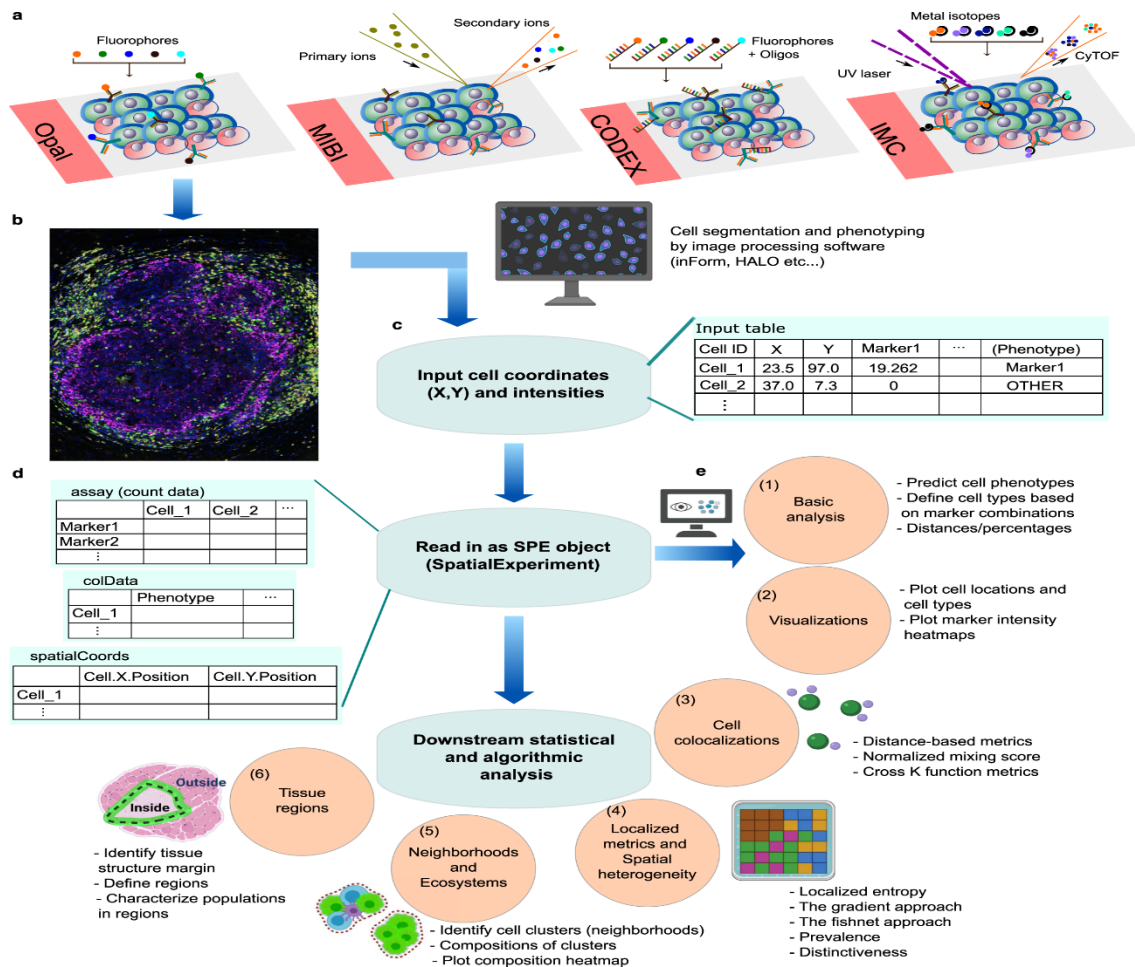 a
Fluorophores
Opal
Primary ions
Secondary ions
MIBI
Fluorophores
+ Oligos
CODEX
Metal isotopes
UV laser
CyTOF
IMC
b
Cell segmentation and phenotyping
by image processing software
(inForm, HALO etc...)
c
Input cell coordinates
(X,Y) and intensities
Input table
Cell ID X Y Marker1 ... (Phenotype)
Cell_1 23.5 97.0 19.262 Marker1
Cell_2 37.0 7.3 0 OTHER
⋮
d
assay (count data)
Cell_1 Cell_2 ...
Marker1
Marker2
⋮
colData
Phenotype ...
Cell_1
⋮
spatialCoords
Cell.X.Position Cell.Y.Position
Cell_1
⋮
Read in as SPE object
(SpatialExperiment)
e
(1)
Basic
analysis
- Predict cell phenotypes
- Define cell types based
on marker combinations
- Distances/percentages
(2)
Visualizations
- Plot cell locations and
cell types
- Plot marker intensity
heatmaps
Downstream statistical
and algorithmic
analysis
(3)
Cell
colocalizations
- Distance-based metrics
- Normalized mixing score
- Cross K function metrics
(4)
Localized
metrics and
Spatial
heterogeneity
- Localized entropy
- The gradient approach
- The fishnet approach
- Prevalence
- Distinctiveness
(5)
Neighborhoods
and
Ecosystems
- Identify cell clusters (neighborhoods)
- Compositions of clusters
- Plot composition heatmap
(6)
Tissue
regions
Outside
Inside
- Identify tissue
structure margin
- Define regions
- Characterize populations
in regions